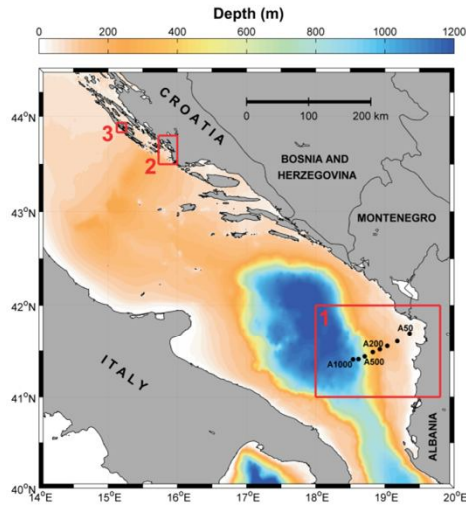 Depth (m)
0 200 400 600 800 1000 1200
44°N
43°N
42°N
41°N
40°N
14°E 15°E 16°E 17°E 18°E 19°E 20°E
CROATIA
0 100 200 km
BOSNIA AND
HERZEGOVINA
MONTENEGRO
3
2
1
A50
A200
A500
A1000
ITALY
ALBANIA